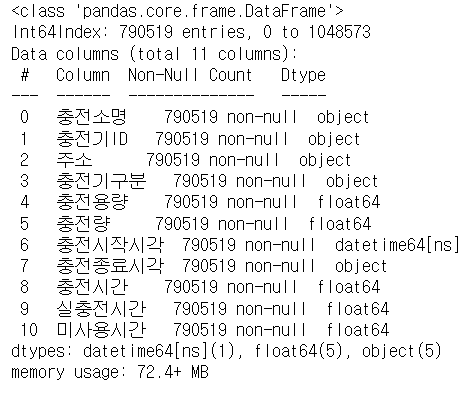 <class 'pandas.core.frame.DataFrame'>
Int64Index: 790519 entries, 0 to 1048573
Data columns (total 11 columns):
 #   Column  Non-Null Count   Dtype
---  ------  --------------   -----
 0   충전소명    790519 non-null  object
 1   충전기ID   790519 non-null  object
 2   주소      790519 non-null  object
 3   충전기구분   790519 non-null  object
 4   충전용량    790519 non-null  float64
 5   충전량     790519 non-null  float64
 6   충전시작시각  790519 non-null  datetime64[ns]
 7   충전종료시각  790519 non-null  object
 8   충전시간    790519 non-null  float64
 9   실충전시간   790519 non-null  float64
 10  미사용시간   790519 non-null  float64
dtypes: datetime64[ns](1), float64(5), object(5)
memory usage: 72.4+ MB